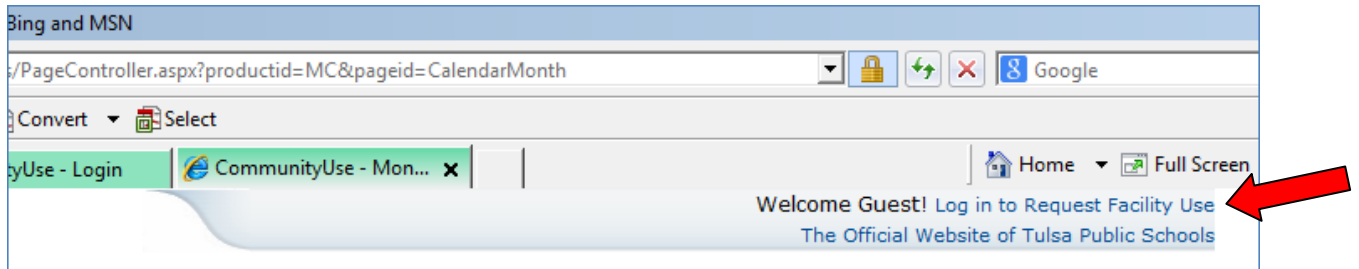 Bing and MSN
s/PageController.aspx?productid=MC&pageid=CalendarMonth
8 Google
Convert Select
tyUse - Login CommunityUse - Mon... x Home Full Screen
Welcome Guest! Log in to Request Facility Use
The Official Website of Tulsa Public Schools